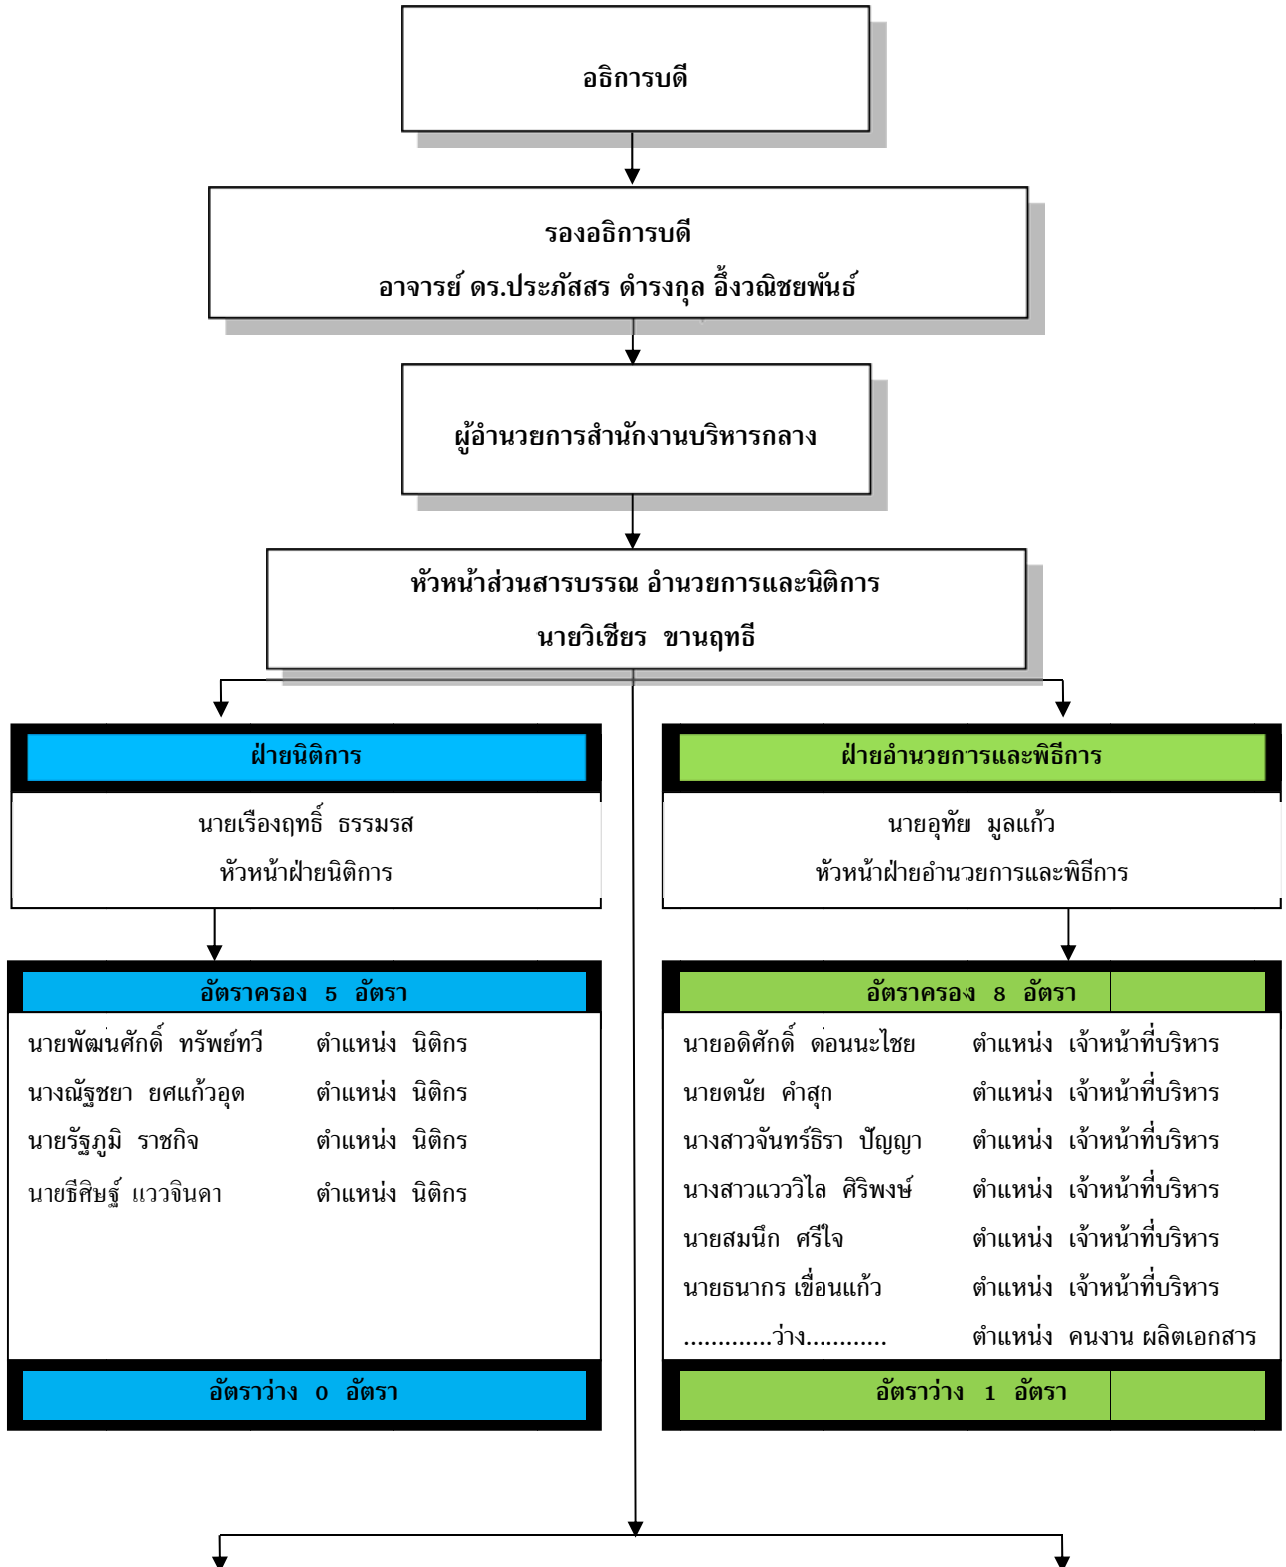 อธิการบดี
รองอธิการบดี
อาจารย์ ดร.ประภัสสร ดำรงกุล อึ้งวณิชยพันธ์
ผู้อำนวยการสำนักงานบริหารกลาง
หัวหน้าส่วนสารบรรณ อำนวยการและนิติการ
นายวิเชียร ขานฤทธี
ฝ่ายนิติการ
นายเรืองฤทธิ์ ธรรมรส
หัวหน้าฝ่ายนิติการ
อัตราครอง 5 อัตรา
นายพัฒน์ศักดิ์ ทรัพย์ทวี ตำแหน่ง นิติกร
นางณัฐชยา ยศแก้วอุด ตำแหน่ง นิติกร
นายรัฐภูมิ ราชกิจ ตำแหน่ง นิติกร
นายธีศิษฐ์ แววจินดา ตำแหน่ง นิติกร
อัตราว่าง 0 อัตรา
ฝ่ายอำนวยการและพิธีการ
นายอุทัย มูลแก้ว
หัวหน้าฝ่ายอำนวยการและพิธีการ
อัตราครอง 8 อัตรา
นายอดิศักดิ์ ด่อนนะไชย ตำแหน่ง เจ้าหน้าที่บริหาร
นายดนัย คำสุก ตำแหน่ง เจ้าหน้าที่บริหาร
นางสาวจันทร์ธิรา ปัญญา ตำแหน่ง เจ้าหน้าที่บริหาร
นางสาวแวววิไล ศิริพงษ์ ตำแหน่ง เจ้าหน้าที่บริหาร
นายสมนึก ศรีใจ ตำแหน่ง เจ้าหน้าที่บริหาร
นายธนากร เขื่อนแก้ว ตำแหน่ง เจ้าหน้าที่บริหาร
.............ว่าง............ ตำแหน่ง คนงาน ผลิตเอกสาร
อัตราว่าง 1 อัตรา